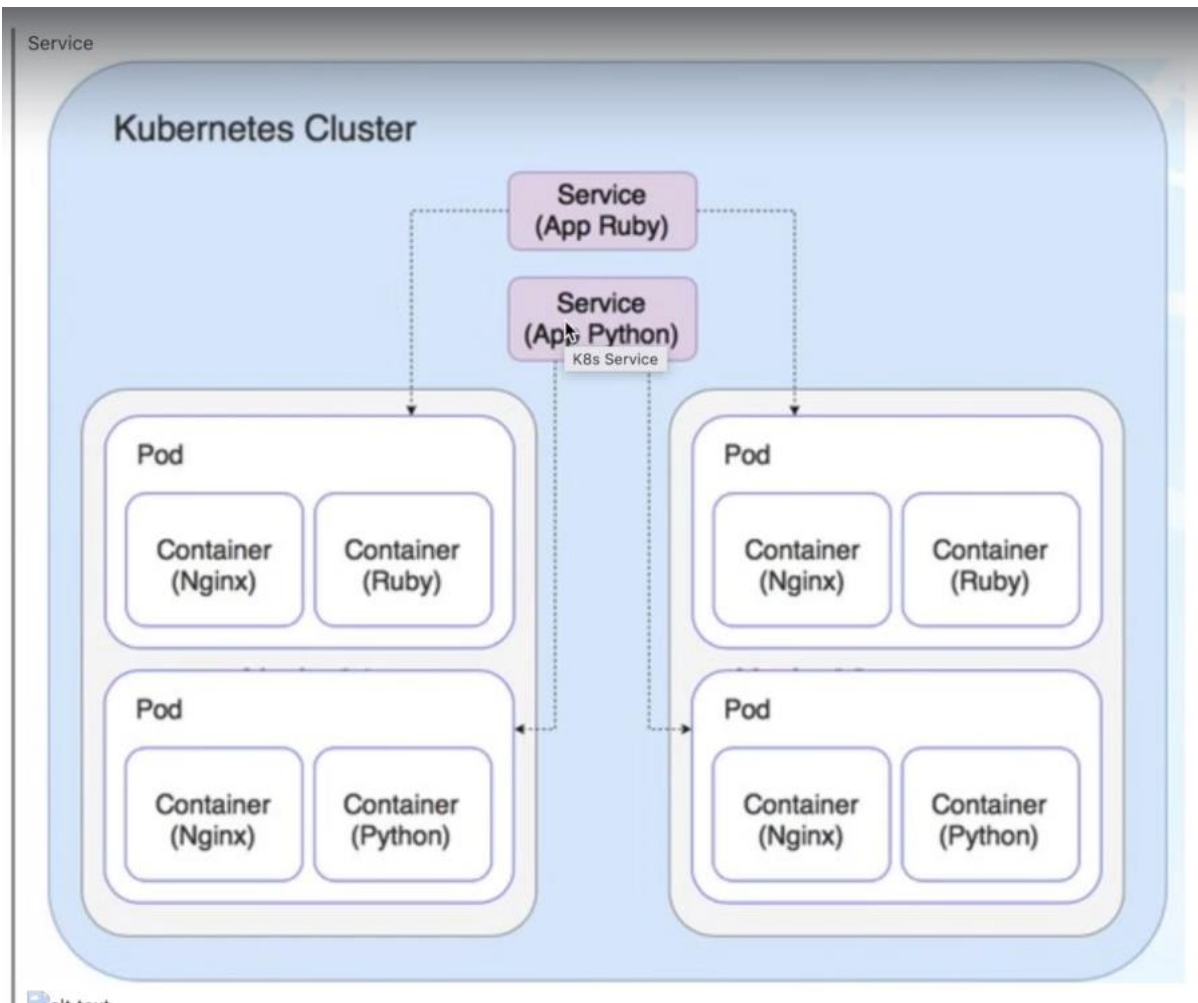 Service
Kubernetes Cluster
Service
(App Ruby)
Service
(App Python)
K8s Service
Pod
Container
(Nginx)
Container
(Ruby)
Pod
Container
(Nginx)
Container
(Ruby)
Pod
Container
(Nginx)
Container
(Python)
Pod
Container
(Nginx)
Container
(Python)